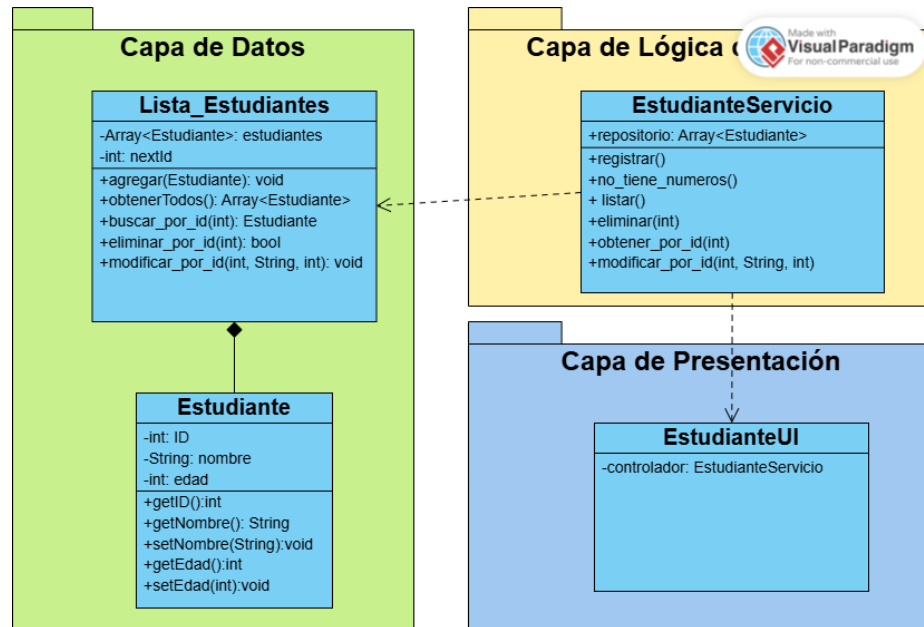 Capa de Datos
Lista_Estudiantes
-Array<Estudiante>: estudiantes
-int: nextId
+agregar(Estudiante): void
+obtenerTodos(): Array<Estudiante>
+buscar_por_id(int): Estudiante
+eliminar_por_id(int): bool
+modificar_por_id(int, String, int): void
Estudiante
-int: ID
-String: nombre
-int: edad
+getID():int
+getNombre(): String
+setNombre(String):void
+getEdad():int
+setEdad(int):void
Capa de Lógica
Made with
VisualParadigm
For non-commercial use
EstudianteServicio
+repositorio: Array<Estudiante>
+registrar()
+no_tiene_numeros()
+ listar()
+eliminar(int)
+obtener_por_id(int)
+modificar_por_id(int, String, int)
Capa de Presentación
EstudianteUI
-controlador: EstudianteServicio